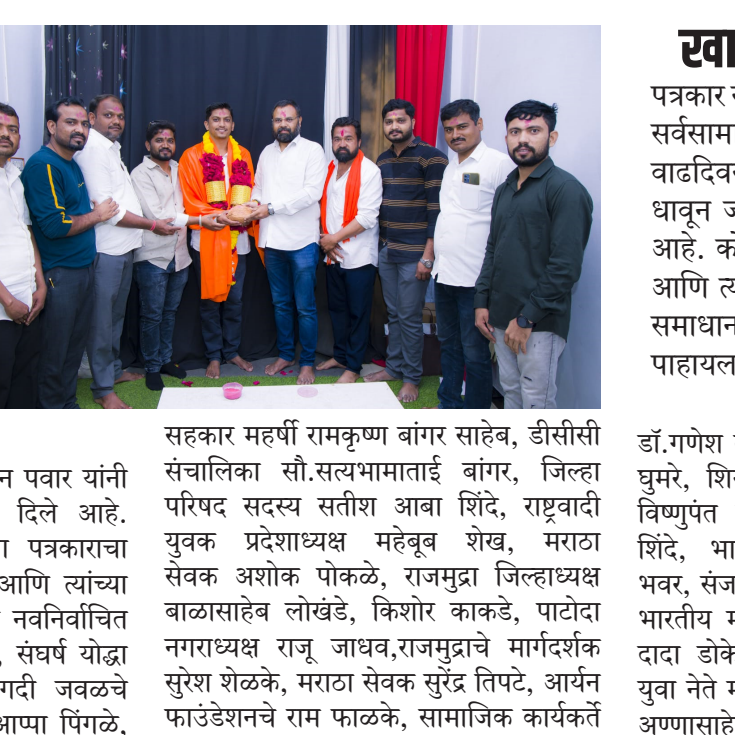 न पवार यांनी
दिले आहे.
पत्रकाराचा
आणि त्यांच्या
नवनिर्वाचित
संघर्ष योद्धा
गदी जवळचे
आप्पा पिंगळे,
सहकार महर्षी रामकृष्ण बांगर साहेब, डीसीसी
संचालिका सौ.सत्यभामाताई बांगर, जिल्हा
परिषद सदस्य सतीश आबा शिंदे, राष्ट्रवादी
युवक प्रदेशाध्यक्ष महेबूब शेख, मराठा
सेवक अशोक पोकळे, राजमुद्रा जिल्हाध्यक्ष
बाळासाहेब लोखंडे, किशोर काकडे, पाटोदा
नगराध्यक्ष राजू जाधव,राजमुद्राचे मार्गदर्शक
सुरेश शेळके, मराठा सेवक सुरेंद्र तिपटे, आर्यन
फाउंडेशनचे राम फाळके, सामाजिक कार्यकर्ते
खा
पत्रकार
सर्वसाम
वाढदिव
धावून
आहे.
आणि
समाधान
पाहायल
डॉ.गणेश
घुमरे,
विष्णुपंत
शिंदे, भा
भवर, संज
भारतीय
दादा डोके
युवा नेते
अण्णासाहे